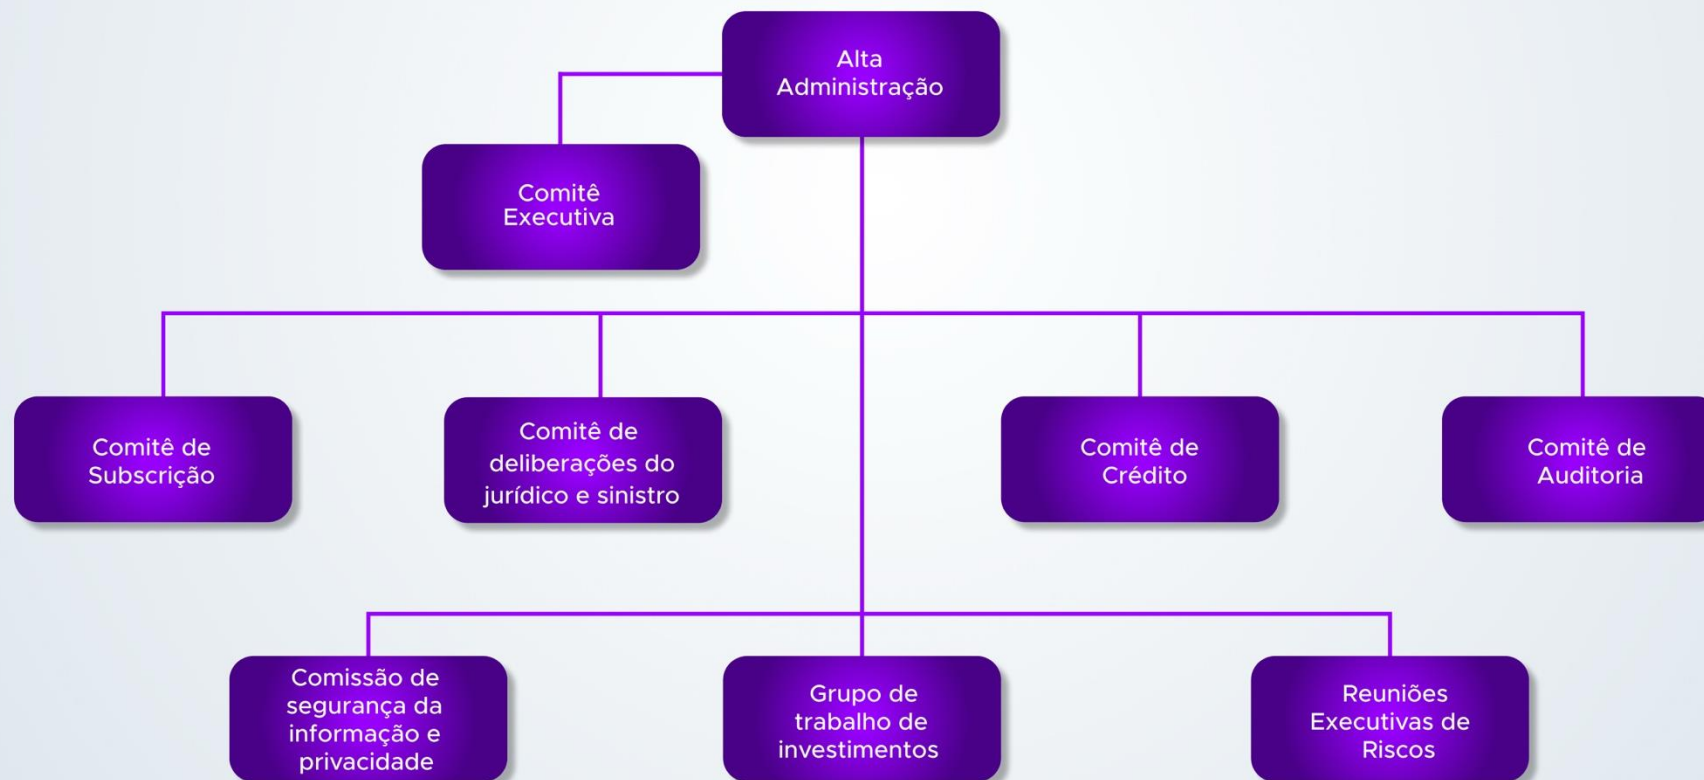 Alta
Administração
Comitê
Executiva
Comitê de
Subscrição
Comitê de
deliberações do
jurídico e sinistro
Comitê de
Crédito
Comitê de
Auditoria
Comissão de
segurança da
informação e
privacidade
Grupo de
trabalho de
investimentos
Reuniões
Executivas de
Riscos